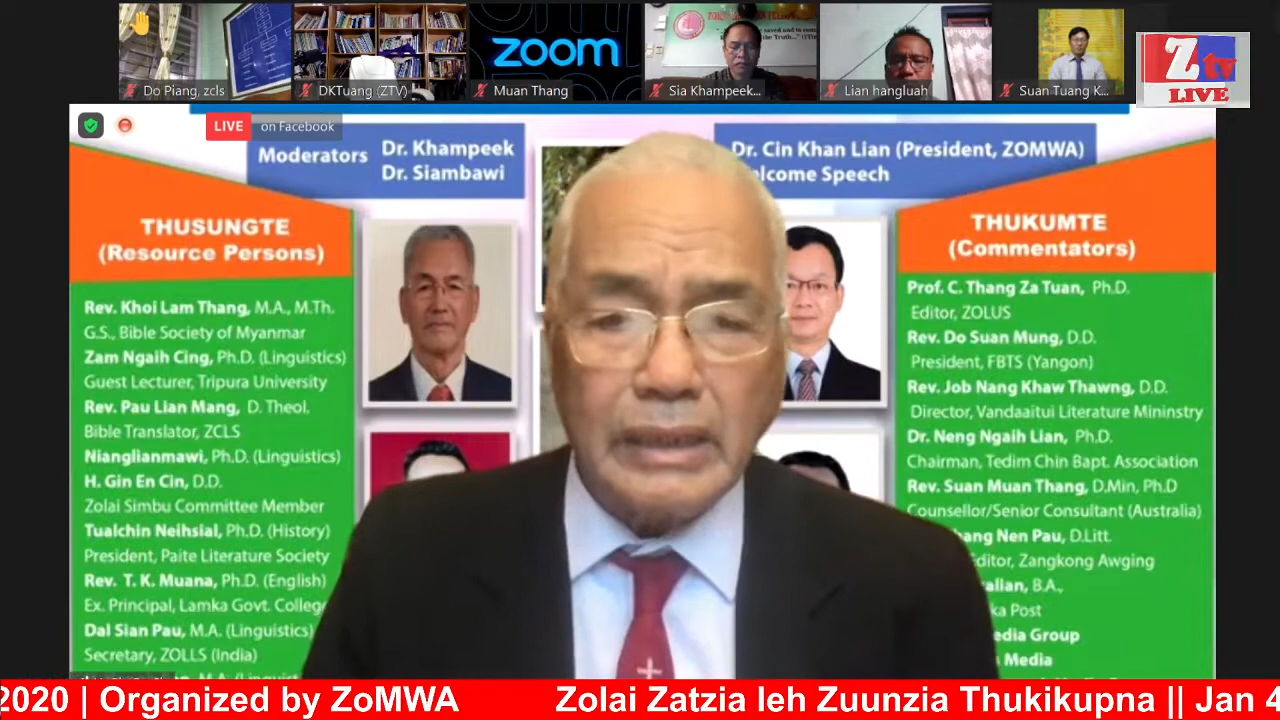 Do Piang, zcls
DKTuang (ZTV)
zoom
Muan Thang
Sia Khampeek...
Lian hangluah
Suan Tuang K...
Z tv
LIVE
LIVE on Facebook
Moderators Dr. Khampeek
Dr. Siambawi
Dr. Cin Khan Lian (President, ZOMWA)
Speech
THUSUNGTE
(Resource Persons)
Rev. Khoi Lam Thang, M.A., M.Th.
G.S., Bible Society of Myanmar
Zam Ngaih Cing, Ph.D. (Linguistics)
Guest Lecturer, Tripura University
Rev. Pau Lian Mang, D. Theol.
Bible Translator, ZCLS
Nianglianmawi, Ph.D. (Linguistics)
H. Gin En Cin, D.D.
Zolai Simbu Committee Member
Tualchin Neihsial, Ph.D. (History)
President, Paite Literature Society
Rev. T. K. Muana, Ph.D. (English)
Ex. Principal, Lamka Govt. College
Dal Sian Pau, M.A. (Linguistics)
Secretary, ZOLLS (India)
THUKUMTE
(Commentators)
Prof. C. Thang Za Tuan, Ph.D.
Editor, ZOLUS
Rev. Do Suan Mung, D.D.
President, FBTS (Yangon)
Rev. Job Nang Khaw Thawng, D.D.
Director, Vandaaitui Literature Mininstry
Dr. Neng Ngaih Lian, Ph.D.
Chairman, Tedim Chin Bapt. Association
Rev. Suan Muan Thang, D.Min, Ph.D
Counsellor/Senior Consultant (Australia)
Nen Pau, D.Litt.
Editor, Zangkong Awging
B.A.,
Post
Media Group
Media
2020 | Organized by ZoMWA Zolai Zatzia leh Zuunzia Thukikupna || Jan 4